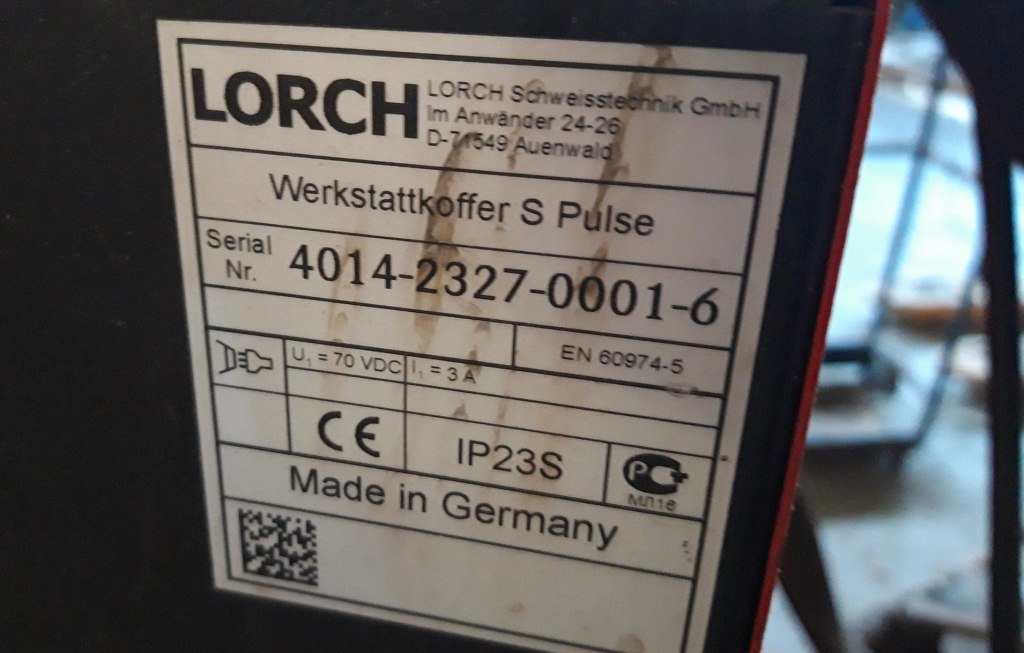 LORCH
LORCH Schweisstechnik GmbH
Im Anwänder 24-26
D-71549 Auenwald
Werkstattkoffer S Pulse
Serial Nr. 4014-2327-0001-6
EN 60974-5
U₁ = 70 VDC I₁ = 3 A
CE IP23S
МЛ16
Made in Germany